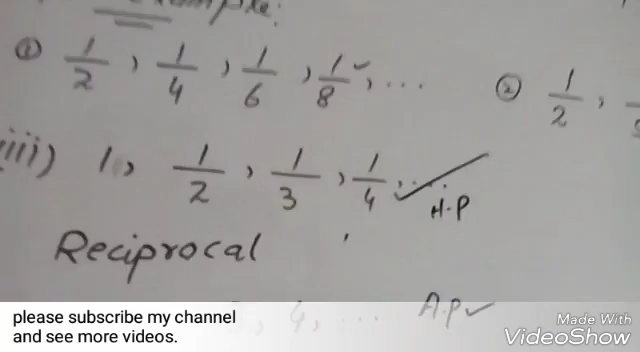 ① 1/2, 1/4, 1/6, 1/8, ... ② 1/2,
iii) 1, 1/2, 1/3, 1/4, ... H.P
Reciprocal
, 4, ... A.P
please subscribe my channel
and see more videos.
Made With
VideoShow